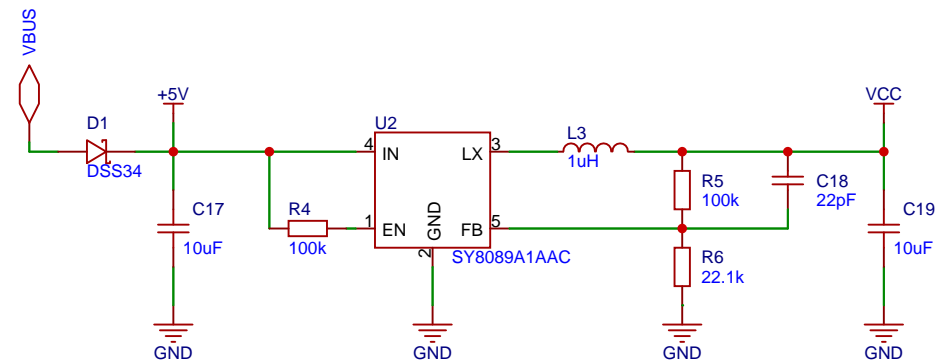 VBUS
+5V
VCC
D1
DSS34
U2
4
IN
LX
3
L3
1uH
C17
10uF
R4
100k
1
EN
GND
2
FB
5
SY8089A1AAC
R5
100k
C18
22pF
C19
10uF
R6
22.1k
GND
GND
GND
GND